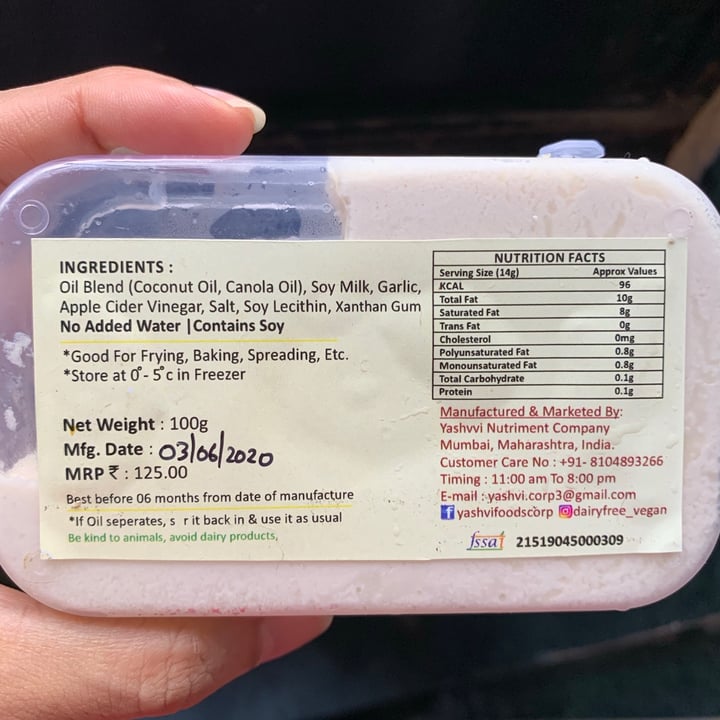 INGREDIENTS :
Oil Blend (Coconut Oil, Canola Oil), Soy Milk, Garlic,
Apple Cider Vinegar, Salt, Soy Lecithin, Xanthan Gum
No Added Water |Contains Soy
*Good For Frying, Baking, Spreading, Etc.
*Store at 0°- 5°c in Freezer
Net Weight : 100g
Mfg. Date : 03/06/2020
MRP ₹ : 125.00
Best before 06 months from date of manufacture
*If Oil seperates, s r it back in & use it as usual
Be kind to animals, avoid dairy products,
NUTRITION FACTS
Serving Size (14g) Approx Values
KCAL 96
Total Fat 10g
Saturated Fat 8g
Trans Fat 0g
Cholesterol 0mg
Polyunsaturated Fat 0.8g
Monounsaturated Fat 0.8g
Total Carbohydrate 0.1g
Protein 0.1g
Manufactured & Marketed By:
Yashvvi Nutriment Company
Mumbai, Maharashtra, India.
Customer Care No : +91- 8104893266
Timing : 11:00 am To 8:00 pm
E-mail : yashvi.corp3@gmail.com
f yashvifoodscorp dairyfree_vegan
fssai 21519045000309